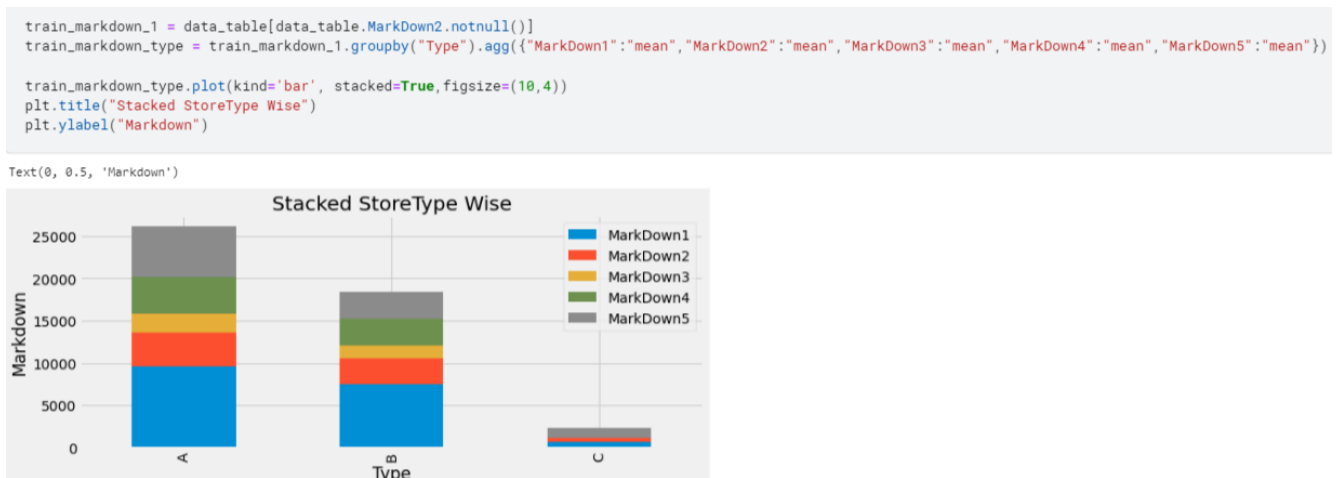 train_markdown_1 = data_table[data_table.MarkDown2.notnull()]
train_markdown_type = train_markdown_1.groupby("Type").agg({"MarkDown1":"mean","MarkDown2":"mean","MarkDown3":"mean","MarkDown4":"mean","MarkDown5":"mean"})
train_markdown_type.plot(kind='bar', stacked=True,figsize=(10,4))
plt.title("Stacked StoreType Wise")
plt.ylabel("Markdown")
Text(0, 0.5, 'Markdown')
Stacked StoreType Wise
25000
20000
15000
10000
5000
0
Markdown
MarkDown1
MarkDown2
MarkDown3
MarkDown4
MarkDown5
A
B
C
Type